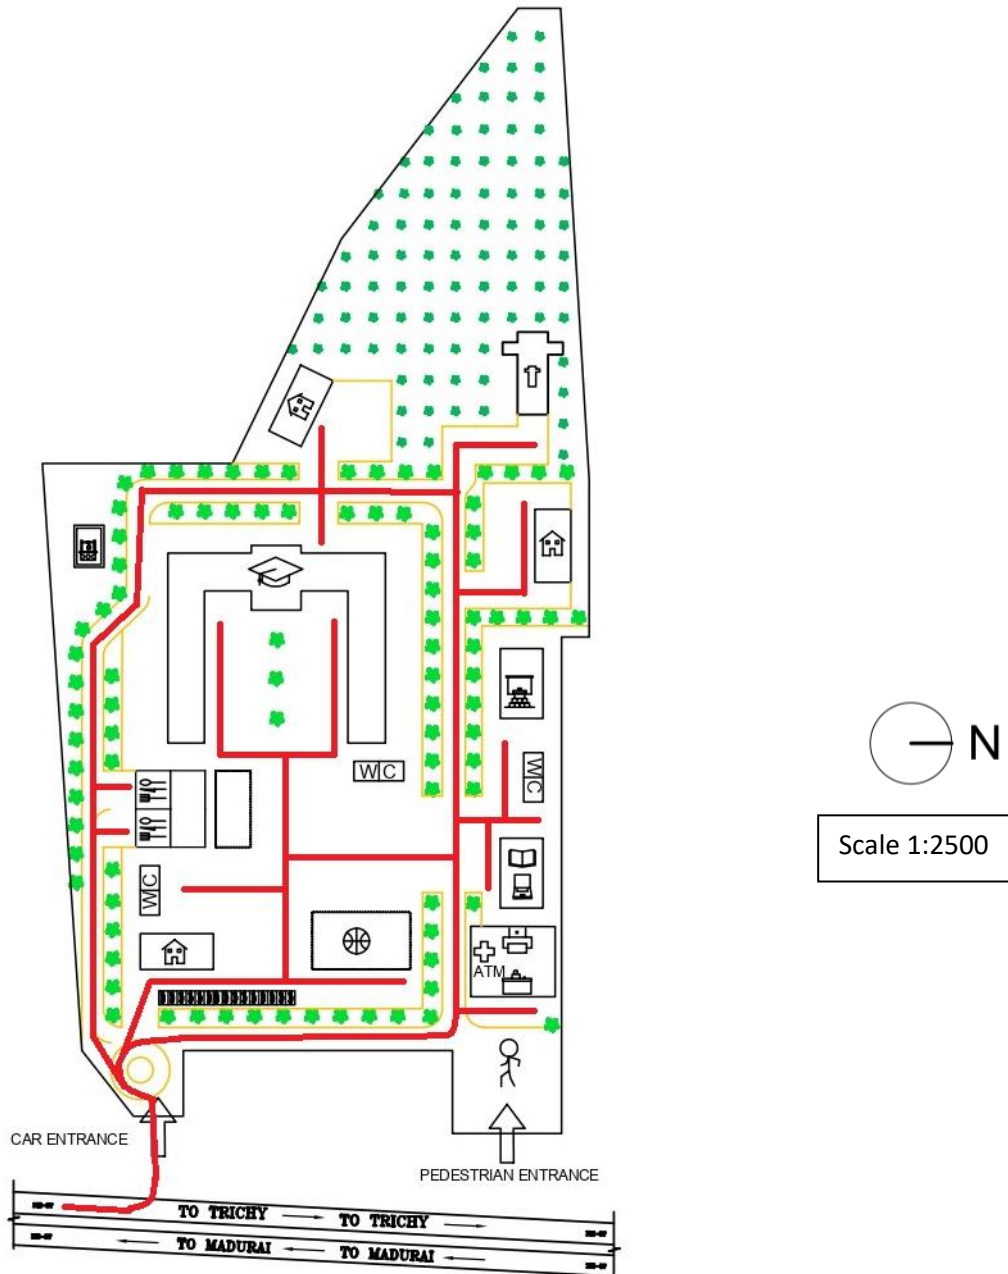 WC
WC
N
Scale 1:2500
WC
ATM
CAR ENTRANCE
PEDESTRIAN ENTRANCE
TO TRICHY TO TRICHY
TO MADURAI TO MADURAI